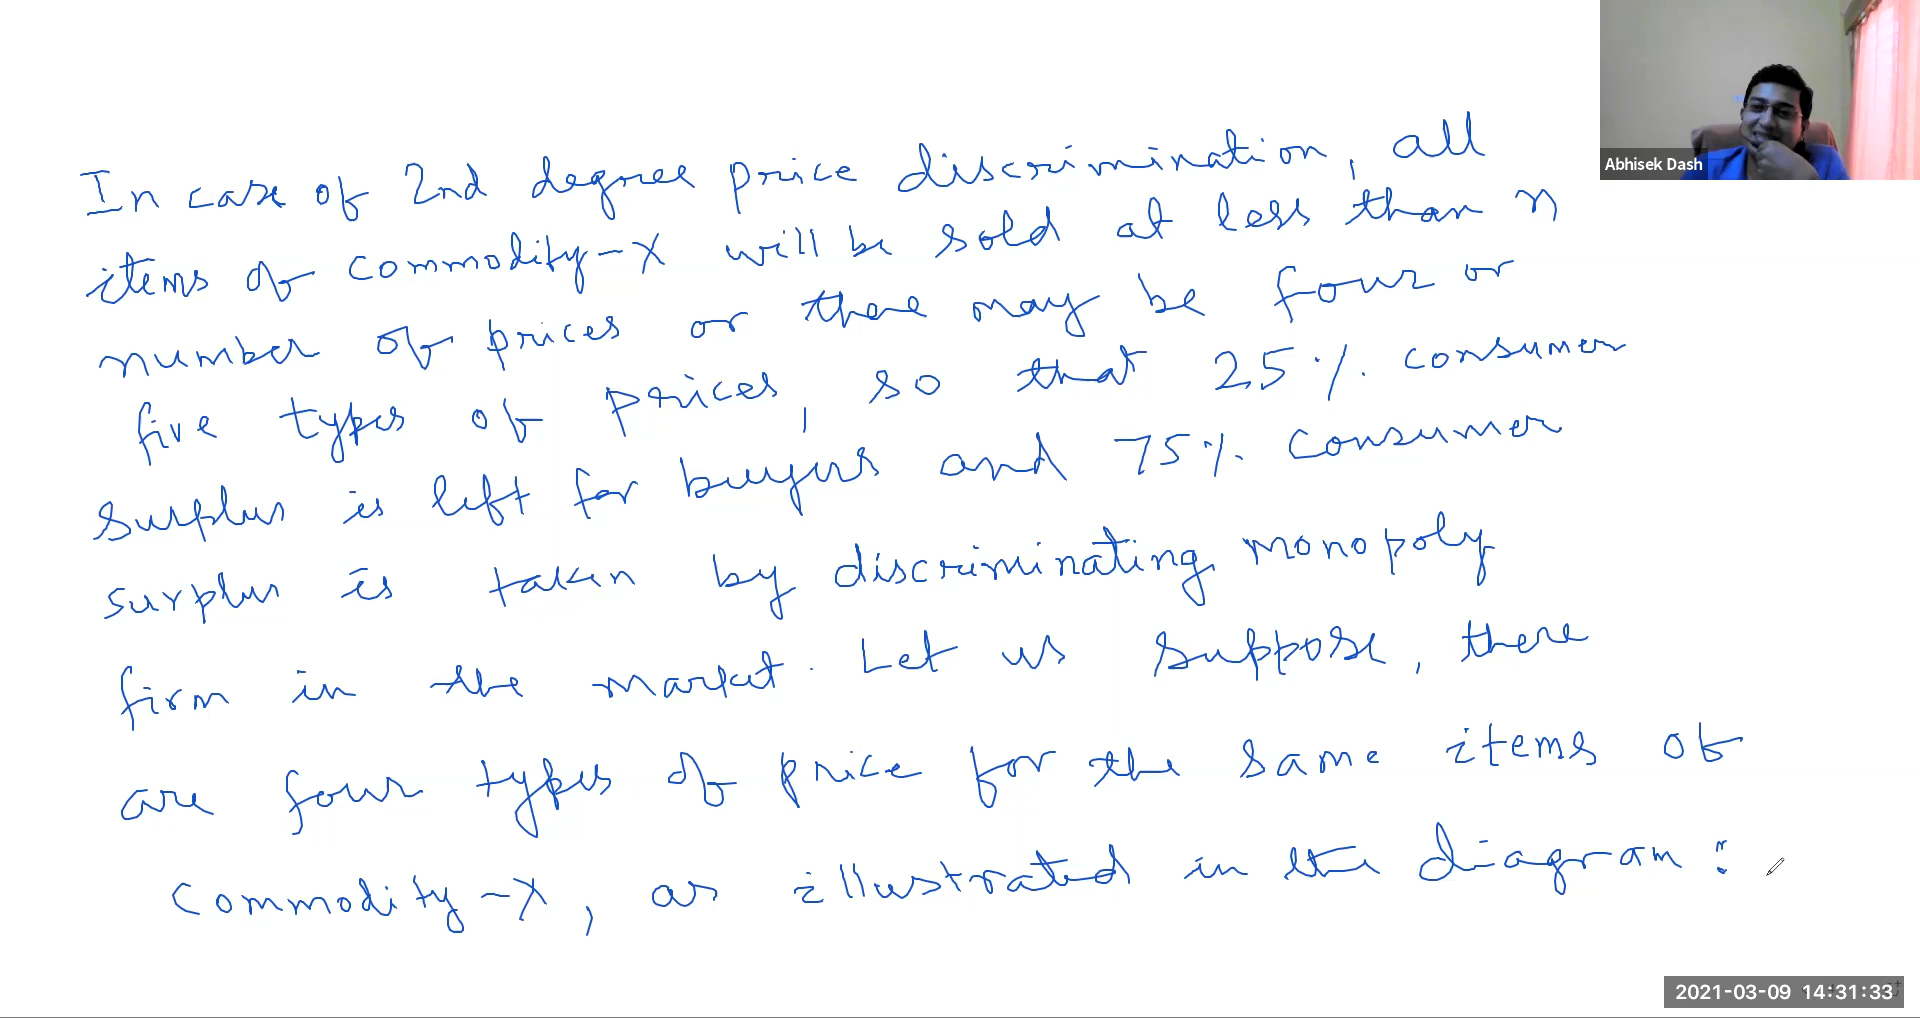 In case of 2nd degree price discrimination, all
items of commodity-X will be sold at less than n
number of prices or there may be four or
five types of prices, so that 25% consumer
surplus is left for buyers and 75% consumer
surplus is taken by discriminating monopoly
firm in the market. Let us suppose, there
are four types of price for the same items of
commodity-X, as illustrated in the diagram:
Abhisek Dash
2021-03-09 14:31:33